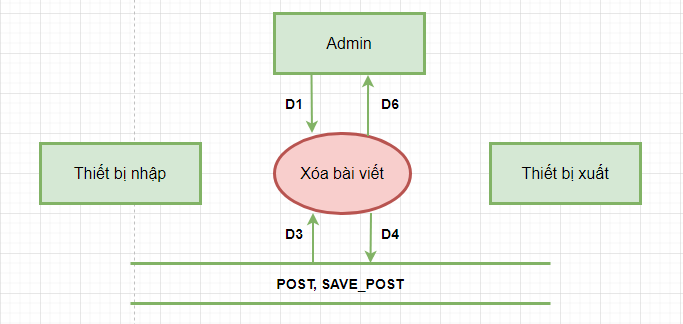 Admin
D1
D6
Thiết bị nhập
Xóa bài viết
Thiết bị xuất
D3
D4
POST, SAVE_POST